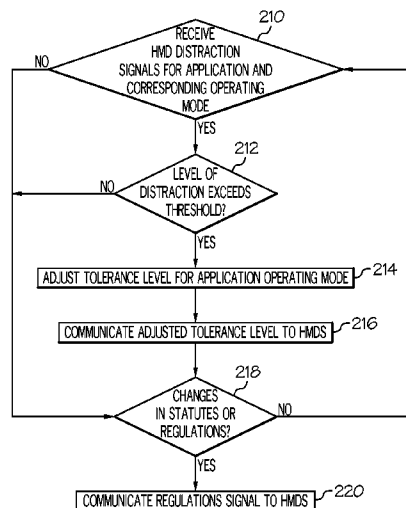 210
RECEIVE
HMD DISTRACTION
SIGNALS FOR APPLICATION AND
CORRESPONDING OPERATING
MODE
NO
YES
212
LEVEL OF
DISTRACTION EXCEEDS
THRESHOLD?
NO
YES
ADJUST TOLERANCE LEVEL FOR APPLICATION OPERATING MODE
214
COMMUNICATE ADJUSTED TOLERANCE LEVEL TO HMDS
216
218
CHANGES
IN STATUTES OR
REGULATIONS?
NO
YES
COMMUNICATE REGULATIONS SIGNAL TO HMDS
220